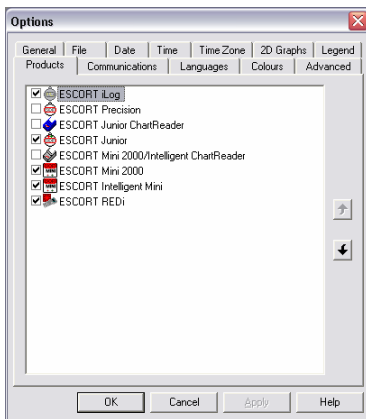 Options
General File Date Time Time Zone 2D Graphs Legend
Products Communications Languages Colours Advanced
ESCORT iLog
ESCORT Precision
ESCORT Junior ChartReader
ESCORT Junior
ESCORT Mini 2000/Intelligent ChartReader
ESCORT Mini 2000
ESCORT Intelligent Mini
ESCORT REDi
OK Cancel Apply Help